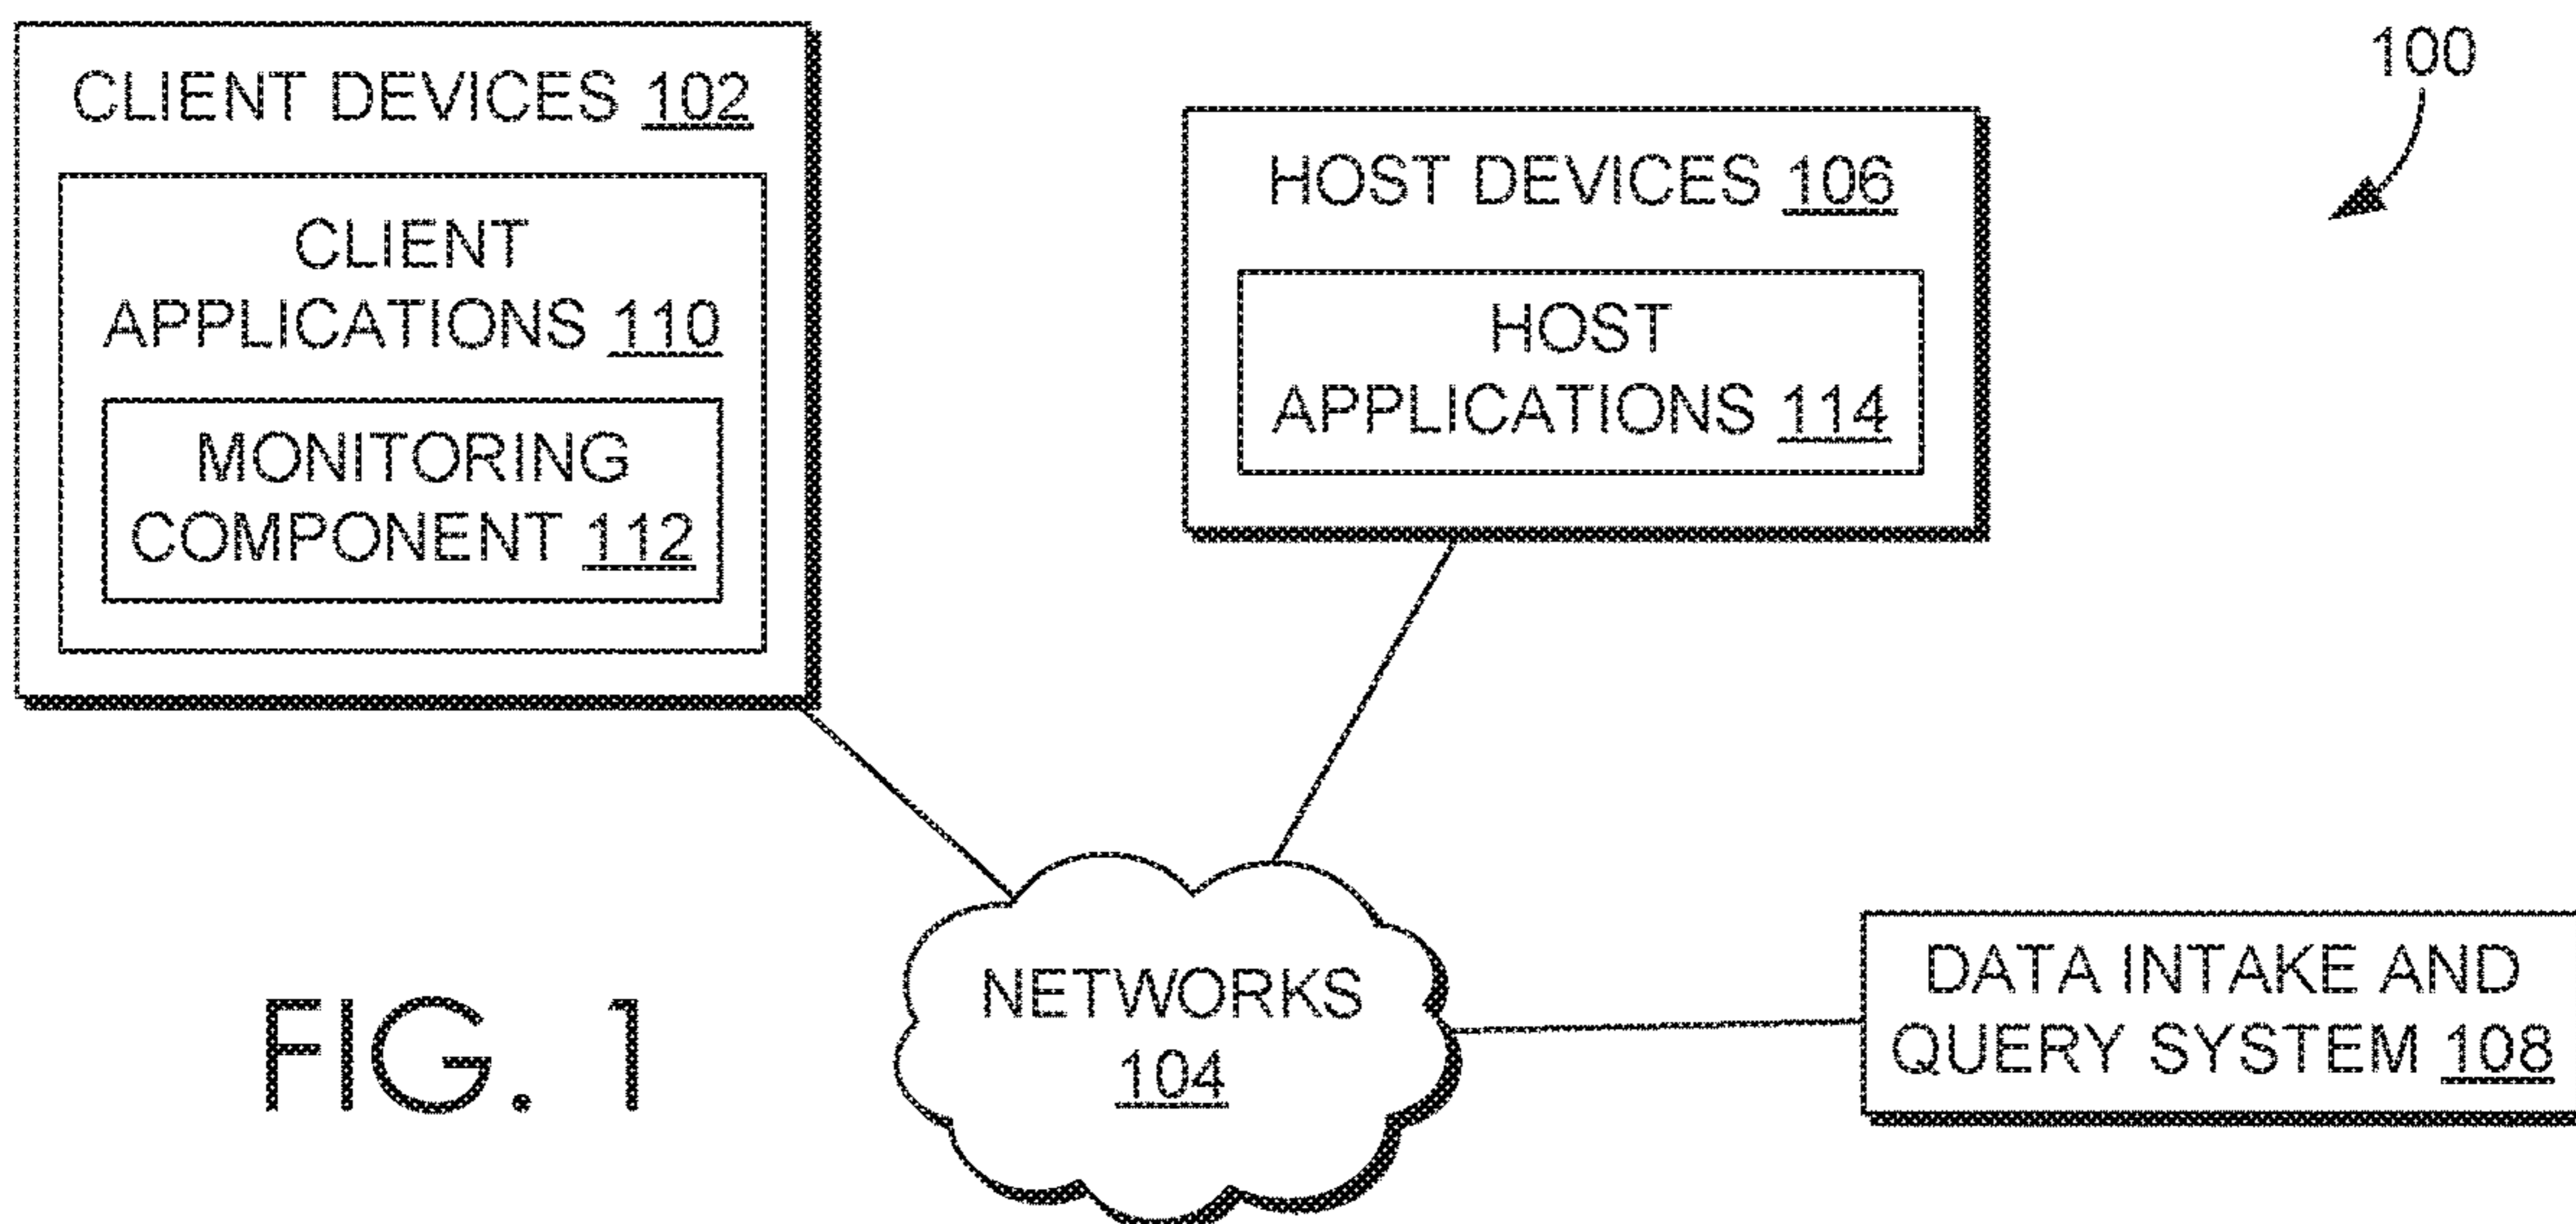 CLIENT DEVICES 102
CLIENT
APPLICATIONS 110
MONITORING
COMPONENT 112
HOST DEVICES 106
HOST
APPLICATIONS 114
100
NETWORKS
104
DATA INTAKE AND
QUERY SYSTEM 108
FIG. 1